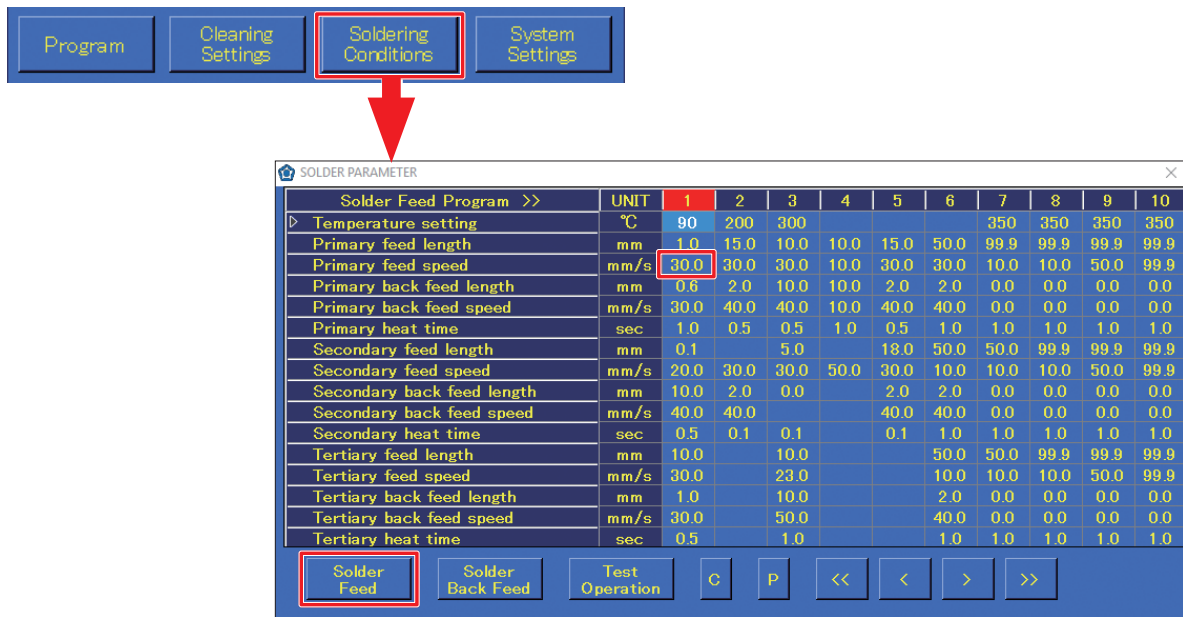 Program
Cleaning
Settings
Soldering
Conditions
System
Settings
SOLDER PARAMETER
Solder Feed Program >> UNIT 1 2 3 4 5 6 7 8 9 10
Temperature setting ℃ 90 200 300 350 350 350 350
Primary feed length mm 1.0 15.0 10.0 10.0 15.0 50.0 99.9 99.9 99.9 99.9
Primary feed speed mm/s 30.0 30.0 30.0 10.0 30.0 30.0 10.0 10.0 50.0 99.9
Primary back feed length mm 0.6 2.0 10.0 10.0 2.0 2.0 0.0 0.0 0.0 0.0
Primary back feed speed mm/s 30.0 40.0 40.0 10.0 40.0 40.0 0.0 0.0 0.0 0.0
Primary heat time sec 1.0 0.5 0.5 1.0 0.5 1.0 1.0 1.0 1.0 1.0
Secondary feed length mm 0.1 5.0 18.0 50.0 50.0 99.9 99.9 99.9
Secondary feed speed mm/s 20.0 30.0 30.0 50.0 30.0 10.0 10.0 10.0 50.0 99.9
Secondary back feed length mm 10.0 2.0 0.0 2.0 2.0 0.0 0.0 0.0 0.0
Secondary back feed speed mm/s 40.0 40.0 40.0 40.0 0.0 0.0 0.0 0.0
Secondary heat time sec 0.5 0.1 0.1 0.1 1.0 1.0 1.0 1.0 1.0
Tertiary feed length mm 10.0 10.0 50.0 50.0 99.9 99.9 99.9
Tertiary feed speed mm/s 30.0 23.0 10.0 10.0 10.0 50.0 99.9
Tertiary back feed length mm 1.0 10.0 2.0 0.0 0.0 0.0 0.0
Tertiary back feed speed mm/s 30.0 50.0 40.0 0.0 0.0 0.0 0.0
Tertiary heat time sec 0.5 1.0 1.0 1.0 1.0 1.0 1.0
Solder
Feed
Solder
Back Feed
Test
Operation
C
P
<<
<
>
>>